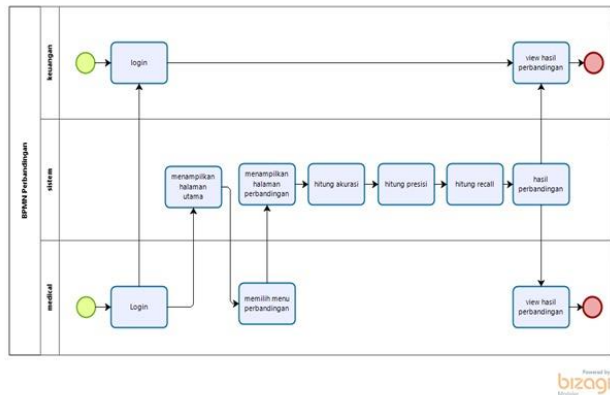 BPMN Perbandingan
keuangan
login
view hasil
perbandingan
sistem
menampilkan
halaman
utama
menampilkan
halaman
perbandingan
hitung akurasi
hitung presisi
hitung recall
hasil
perbandingan
medical
Login
memilih menu
perbandingan
view hasil
perbandingan
Powered by
bizagi
Modeler